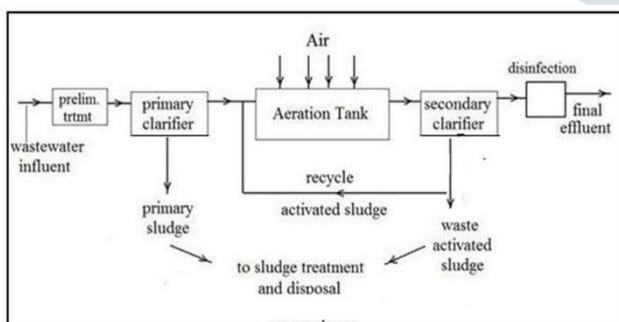 Air
disinfection
prelim.
trtmt
primary
clarifier
Aeration Tank
secondary
clarifier
final
effluent
wastewater
influent
recycle
activated sludge
primary
sludge
waste
activated
sludge
to sludge treatment
and disposal